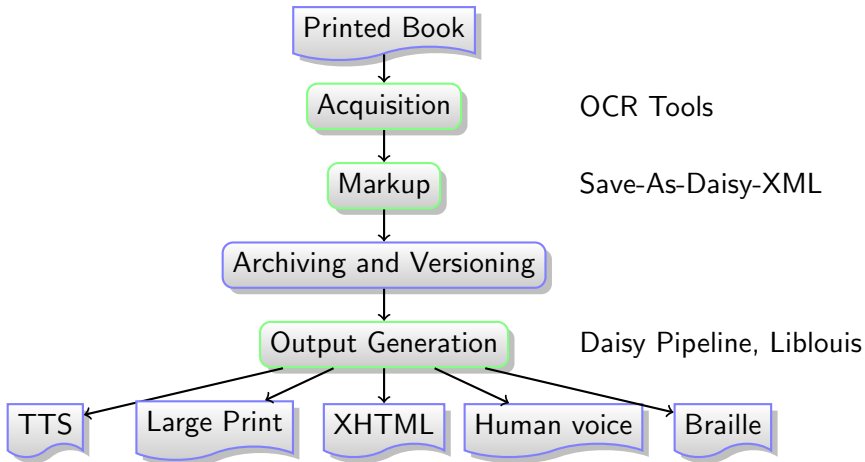 Printed Book
Acquisition
OCR Tools
Markup
Save-As-Daisy-XML
Archiving and Versioning
Output Generation
Daisy Pipeline, Liblouis
TTS
Large Print
XHTML
Human voice
Braille